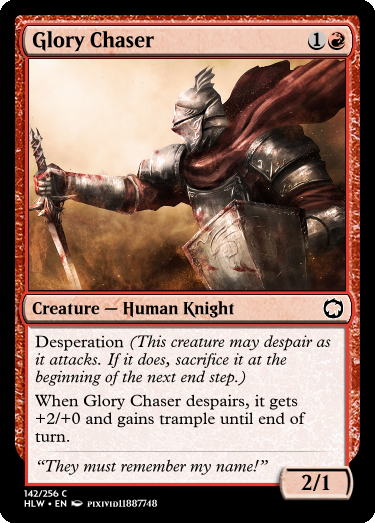 Glory Chaser 1
Creature — Human Knight
Desperation (This creature may despair as
it attacks. If it does, sacrifice it at the
beginning of the next end step.)
When Glory Chaser despairs, it gets
+2/+0 and gains trample until end of
turn.
“They must remember my name!”
2/1
142/256 C
HLW • EN PIXIVID11887748